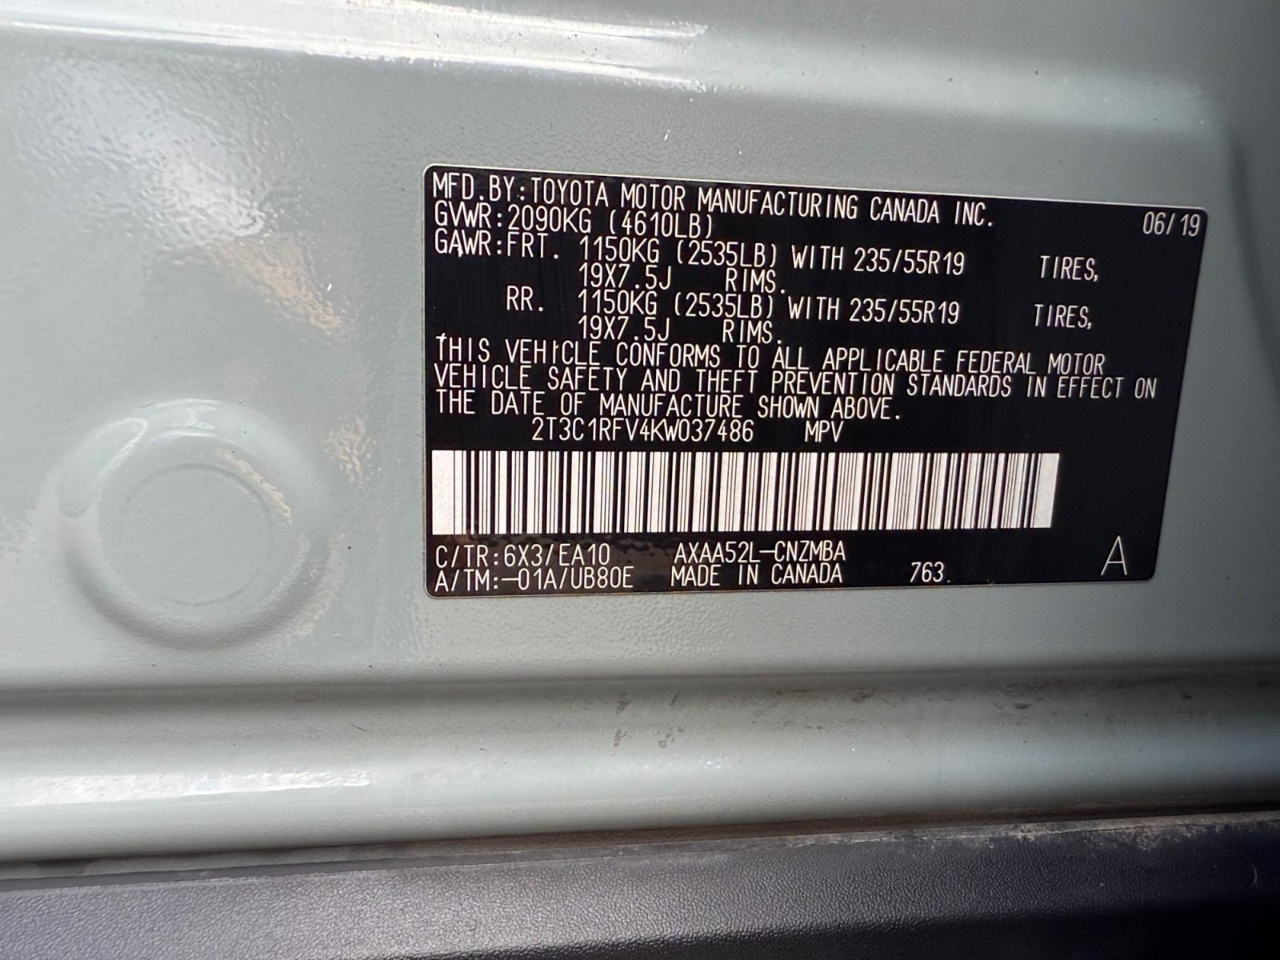 MFD.BY:TOYOTA MOTOR MANUFACTURING CANADA INC. 06/19
GVWR:2090KG (4610LB)
GAWR:FRT. 1150KG (2535LB) WITH 235/55R19 TIRES,
19X7.5J RIMS.
RR. 1150KG (2535LB) WITH 235/55R19 TIRES,
19X7.5J RIMS.
THIS VEHICLE CONFORMS TO ALL APPLICABLE FEDERAL MOTOR
VEHICLE SAFETY AND THEFT PREVENTION STANDARDS IN EFFECT ON
THE DATE OF MANUFACTURE SHOWN ABOVE.
2T3C1RFV4KW037486 MPV
C/TR:6X3/EA10 AXAA52L-CNZMBA A
A/TM:-01A/UB80E MADE IN CANADA 763.